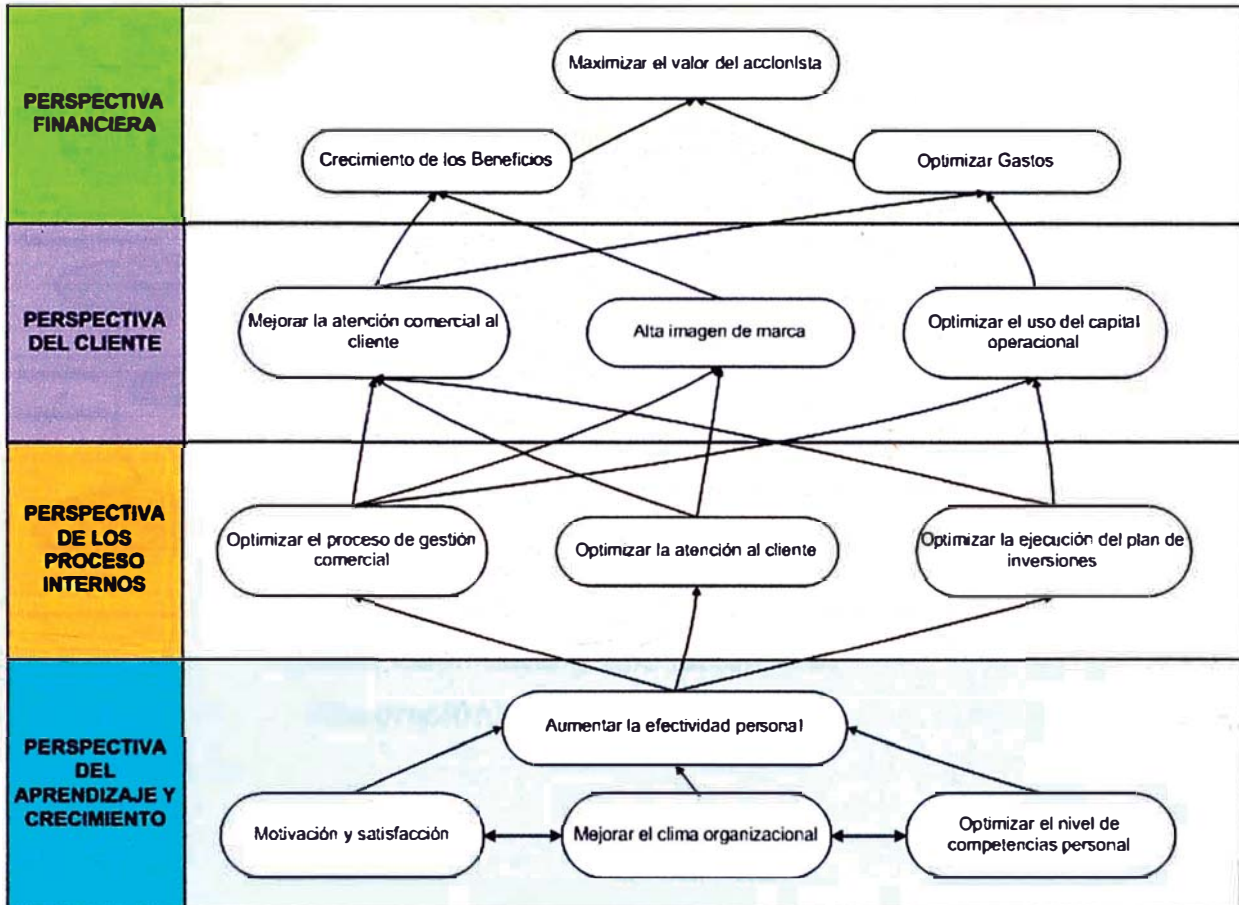 PERSPECTIVA
FINANCIERA
Maximizar el valor del accionista
Crecimiento de los Beneficios
Optimizar Gastos
PERSPECTIVA
DEL CLIENTE
Mejorar la atención comercial al
cliente
Alta imagen de marca
Optimizar el uso del capital
operacional
PERSPECTIVA
DE LOS
PROCESO
INTERNOS
Optimizar el proceso de gestión
comercial
Optimizar la atención al cliente
Optimizar la ejecución del plan de
inversiones
PERSPECTIVA
DEL
APRENDIZAJE Y
CRECIMIENTO
Aumentar la efectividad personal
Motivación y satisfacción
Mejorar el clima organizacional
Optimizar el nivel de
competencias personal